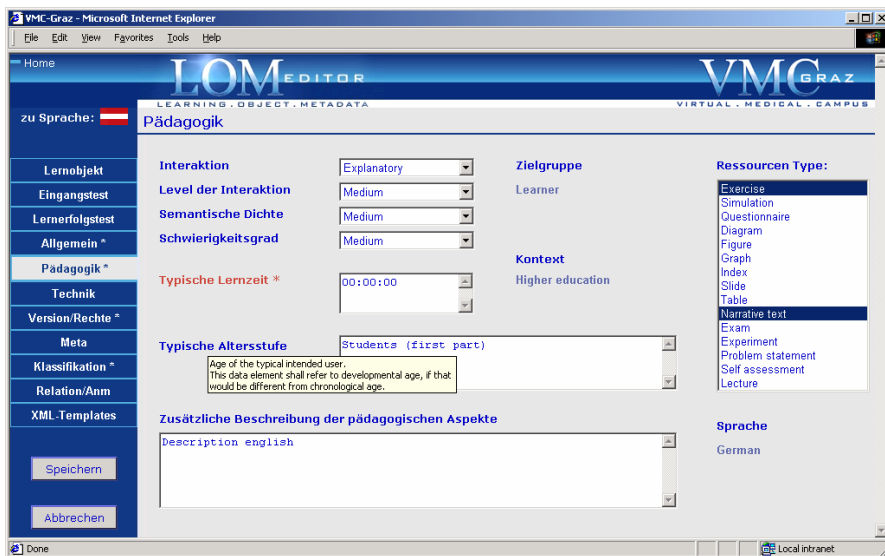 VMC-Graz - Microsoft Internet Explorer
File Edit View Favorites Tools Help
Home
LOMEDITOR
LEARNING.OBJECT.METADATA
VMCGRAZ
VIRTUAL.MEDICAL.CAMPUS
zu Sprache:
Pädagogik
Lernobjekt
Eingangstest
Lernerfolgstest
Allgemein *
Pädagogik *
Technik
Version/Rechte *
Meta
Klassifikation *
Relation/Anm
XML-Templates
Speichern
Abbrechen
Interaktion Explanatory
Level der Interaktion Medium
Semantische Dichte Medium
Schwierigkeitsgrad Medium
Typische Lernzeit * 00:00:00
Zielgruppe
Learner
Kontext
Higher education
Typische Altersstufe Students (first part)
Age of the typical intended user.
This data element shall refer to developmental age, if that
would be different from chronological age.
Zusätzliche Beschreibung der pädagogischen Aspekte
Description english
Ressourcen Type:
Exercise
Simulation
Questionnaire
Diagram
Figure
Graph
Index
Slide
Table
Narrative text
Exam
Experiment
Problem statement
Self assessment
Lecture
Sprache
German
Done Local intranet